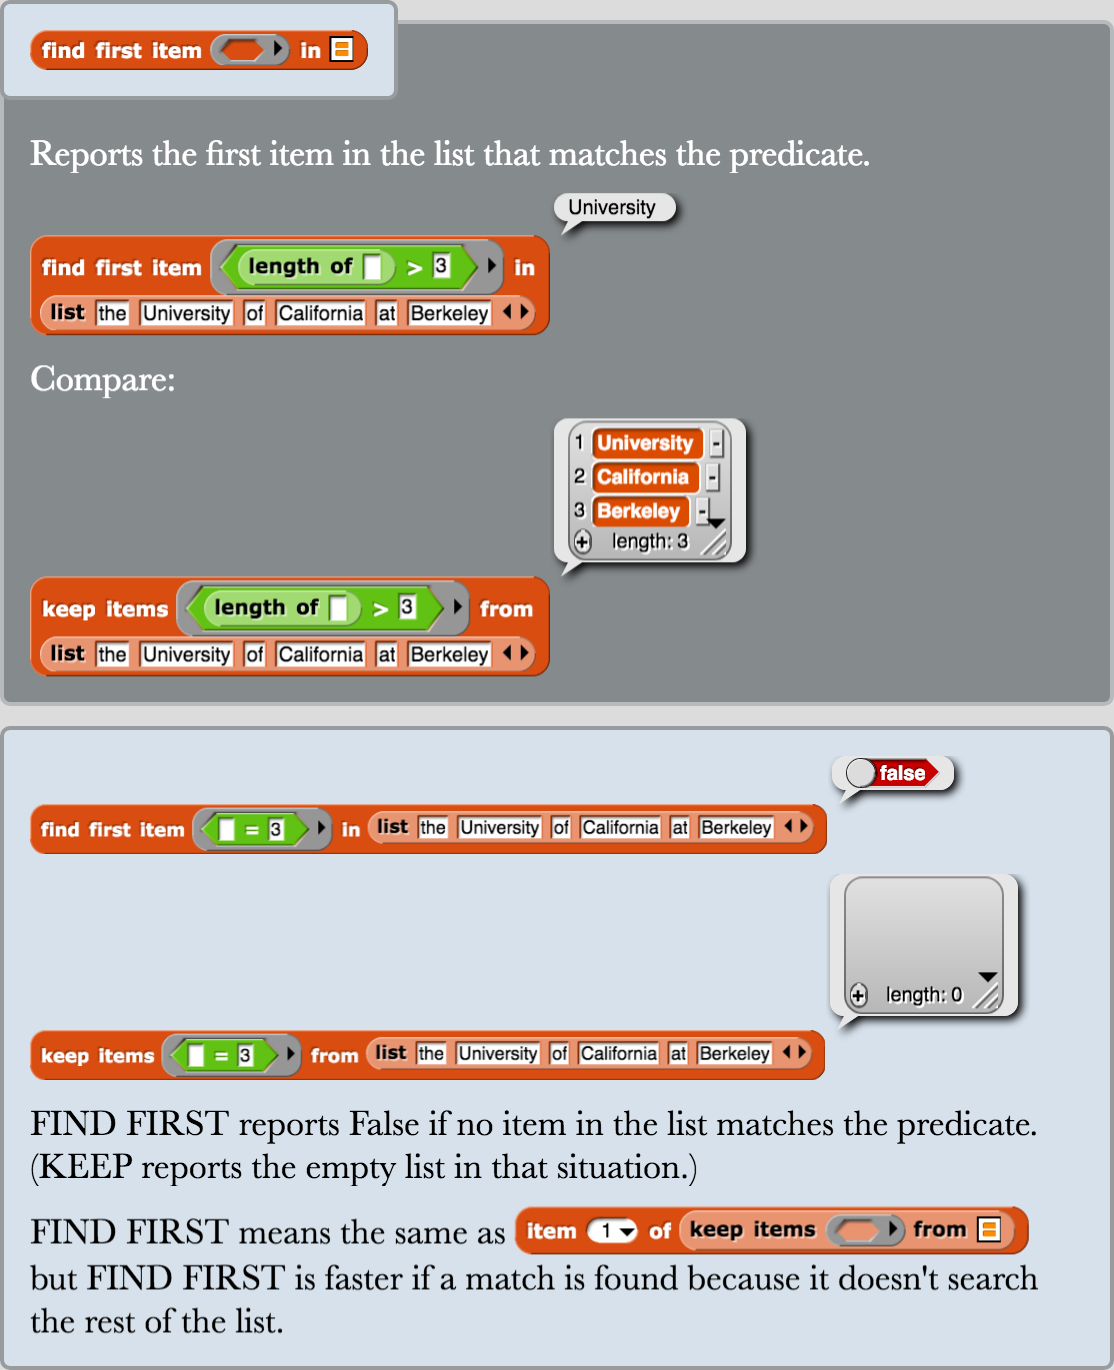 find first item in
Reports the first item in the list that matches the predicate.
University
find first item length of > 3 in
list the University of California at Berkeley
Compare:
1 University -
2 California -
3 Berkeley -
+ length: 3
keep items length of > 3 from
list the University of California at Berkeley
false
find first item = 3 in list the University of California at Berkeley
+ length: 0
keep items = 3 from list the University of California at Berkeley
FIND FIRST reports False if no item in the list matches the predicate.
(KEEP reports the empty list in that situation.)
FIND FIRST means the same as item 1 of keep items from
but FIND FIRST is faster if a match is found because it doesn't search
the rest of the list.